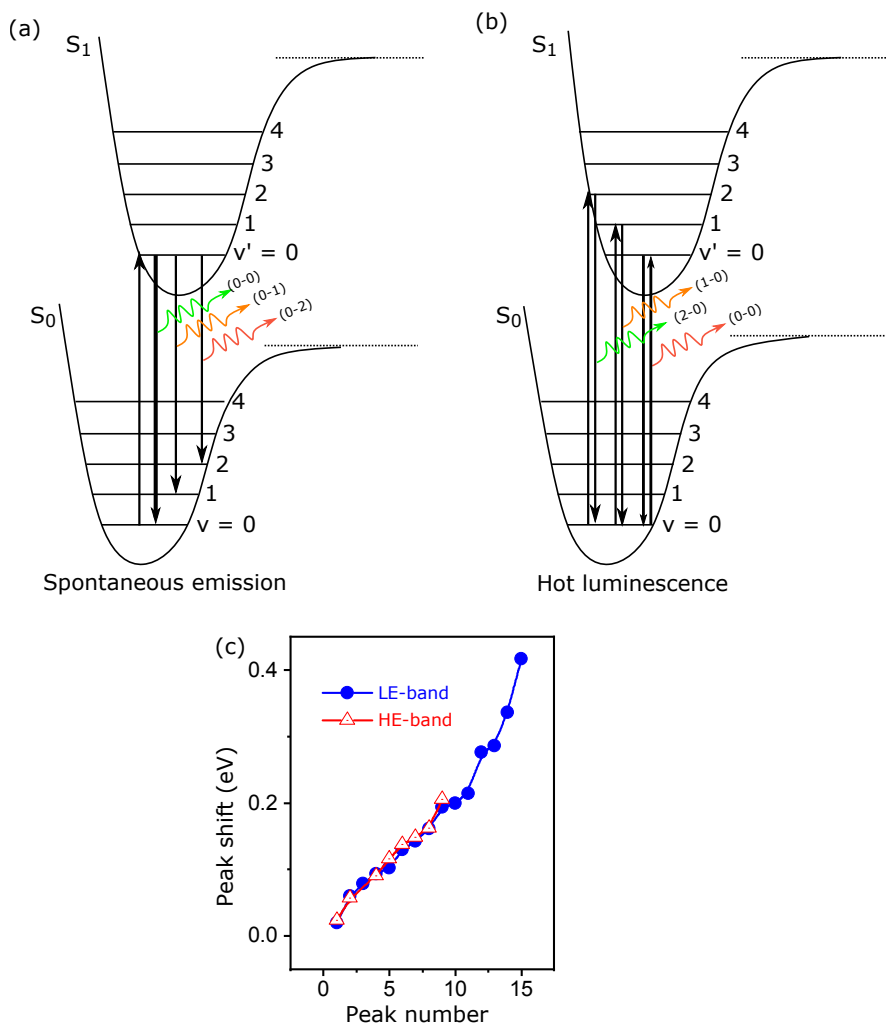 (a)
S1
4
3
2
1
v' = 0
(0-0)
(0-1)
(0-2)
S0
4
3
2
1
v = 0
Spontaneous emission
(b)
S1
4
3
2
1
v' = 0
(1-0)
(2-0)
(0-0)
S0
4
3
2
1
v = 0
Hot luminescence
(c)
LE-band
HE-band
Peak shift (eV)
0.4
0.2
0.0
0 5 10 15
Peak number